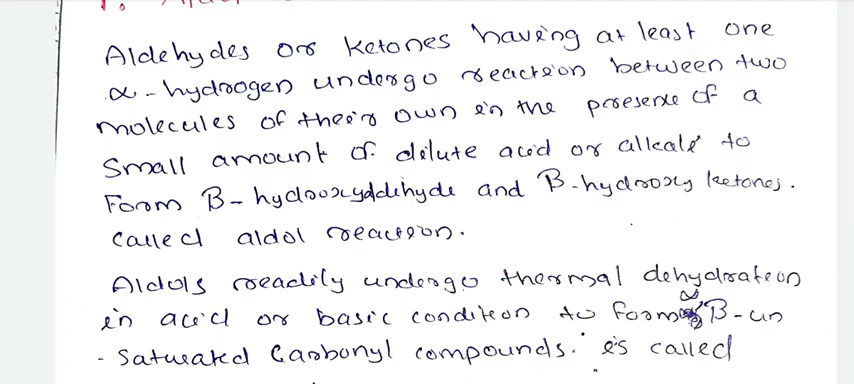 Aldehydes or ketones having at least one
α-hydrogen undergo reaction between two
molecules of their own in the presence of a
small amount of dilute acid or alkali to
Form B-hydroxyaldehyde and B-hydroxy ketones.
called aldol reaction.
Aldols readily undergo thermal dehydration
in acid or basic condition to form α B-un
-saturated Carbonyl compounds. is called